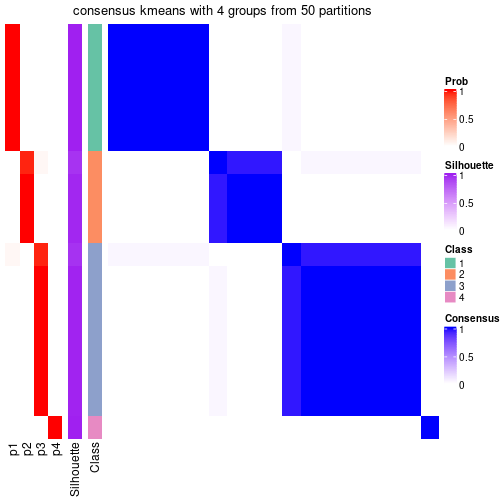 consensus kmeans with 4 groups from 50 partitions
Prob
1
0.5
0
Silhouette
1
0.5
0
Class
1
2
3
4
Consensus
1
0.5
0
p1
p2
p3
p4
Silhouette
Class